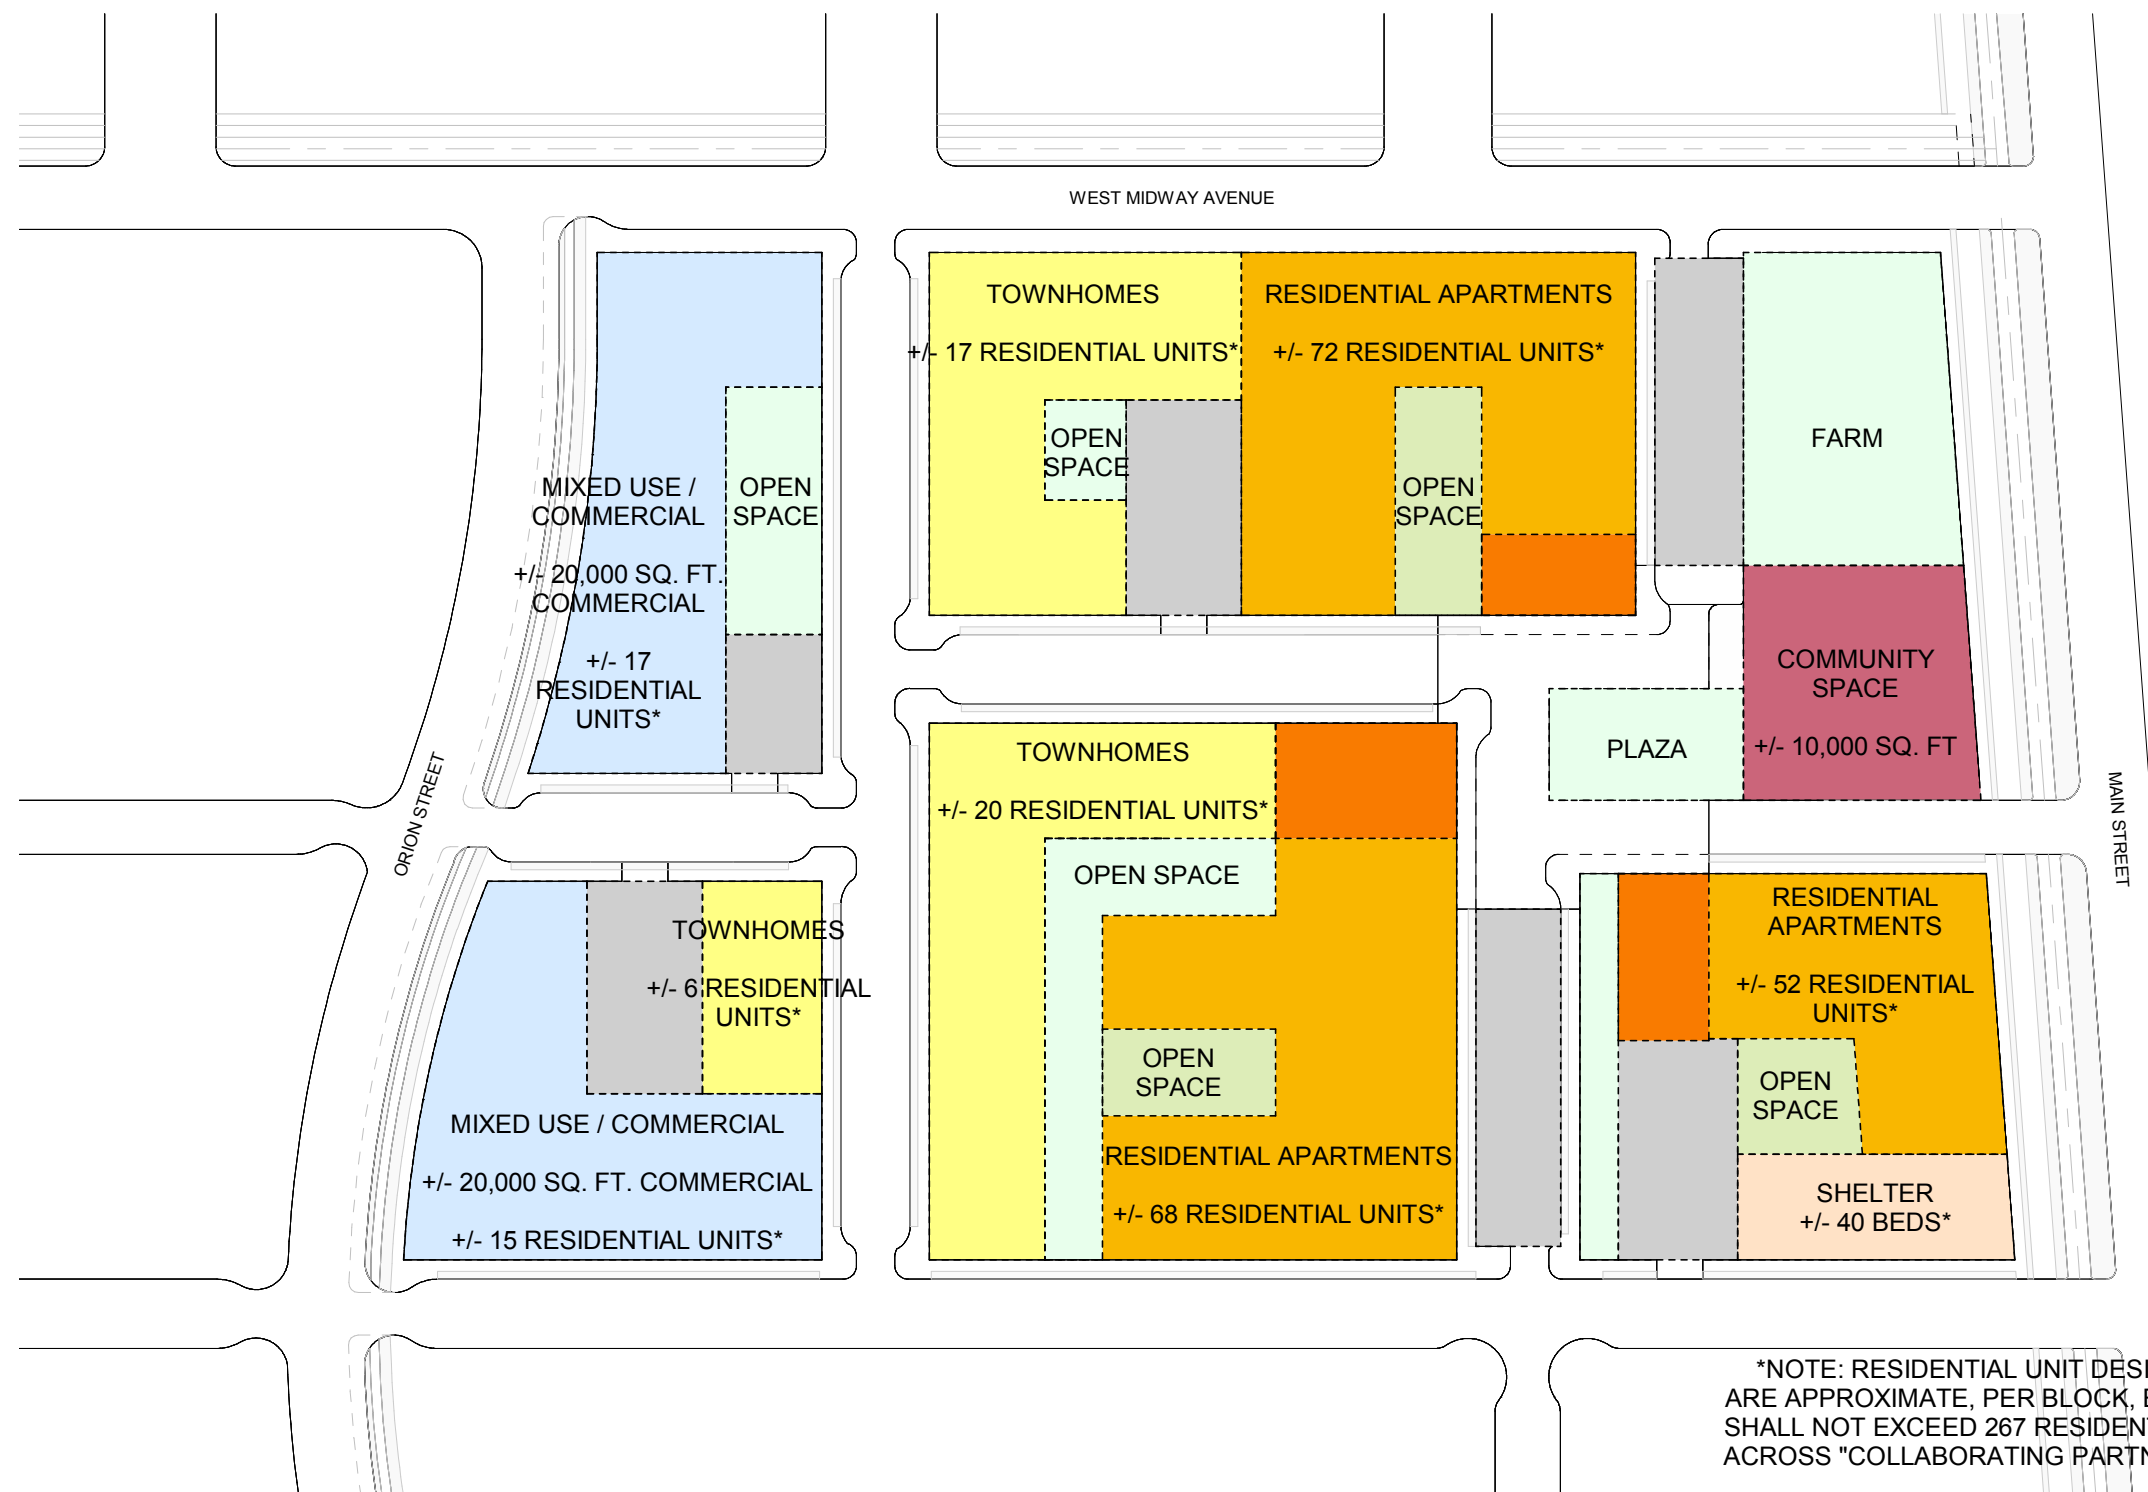 WEST MIDWAY AVENUE
TOWNHOMES
+/- 17 RESIDENTIAL UNITS*
OPEN
SPACE
RESIDENTIAL APARTMENTS
+/- 72 RESIDENTIAL UNITS*
OPEN
SPACE
FARM
MIXED USE /
COMMERCIAL
+/- 20,000 SQ. FT.
COMMERCIAL
+/- 17
RESIDENTIAL
UNITS*
OPEN
SPACE
COMMUNITY
SPACE
+/- 10,000 SQ. FT
PLAZA
ORION STREET
MAIN STREET
TOWNHOMES
+/- 20 RESIDENTIAL UNITS*
OPEN SPACE
OPEN
SPACE
RESIDENTIAL APARTMENTS
+/- 68 RESIDENTIAL UNITS*
TOWNHOMES
+/- 6 RESIDENTIAL
UNITS*
MIXED USE / COMMERCIAL
+/- 20,000 SQ. FT. COMMERCIAL
+/- 15 RESIDENTIAL UNITS*
RESIDENTIAL
APARTMENTS
+/- 52 RESIDENTIAL
UNITS*
OPEN
SPACE
SHELTER
+/- 40 BEDS*
*NOTE: RESIDENTIAL UNIT
ARE APPROXIMATE, PER BLOCK,
SHALL NOT EXCEED 267
ACROSS "COLLABORATING